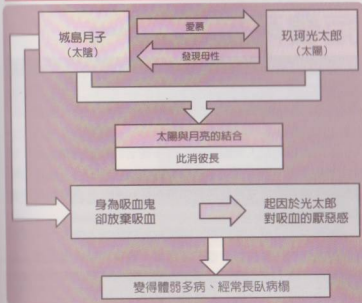 城島月子
（太陰）
愛慕
發現母性
玖珂光太郎
（太陽）
太陽與月亮的結合
此消彼長
身為吸血鬼
卻放棄吸血
起因於光太郎
對吸血的厭惡感
變得體弱多病、經常長臥病榻